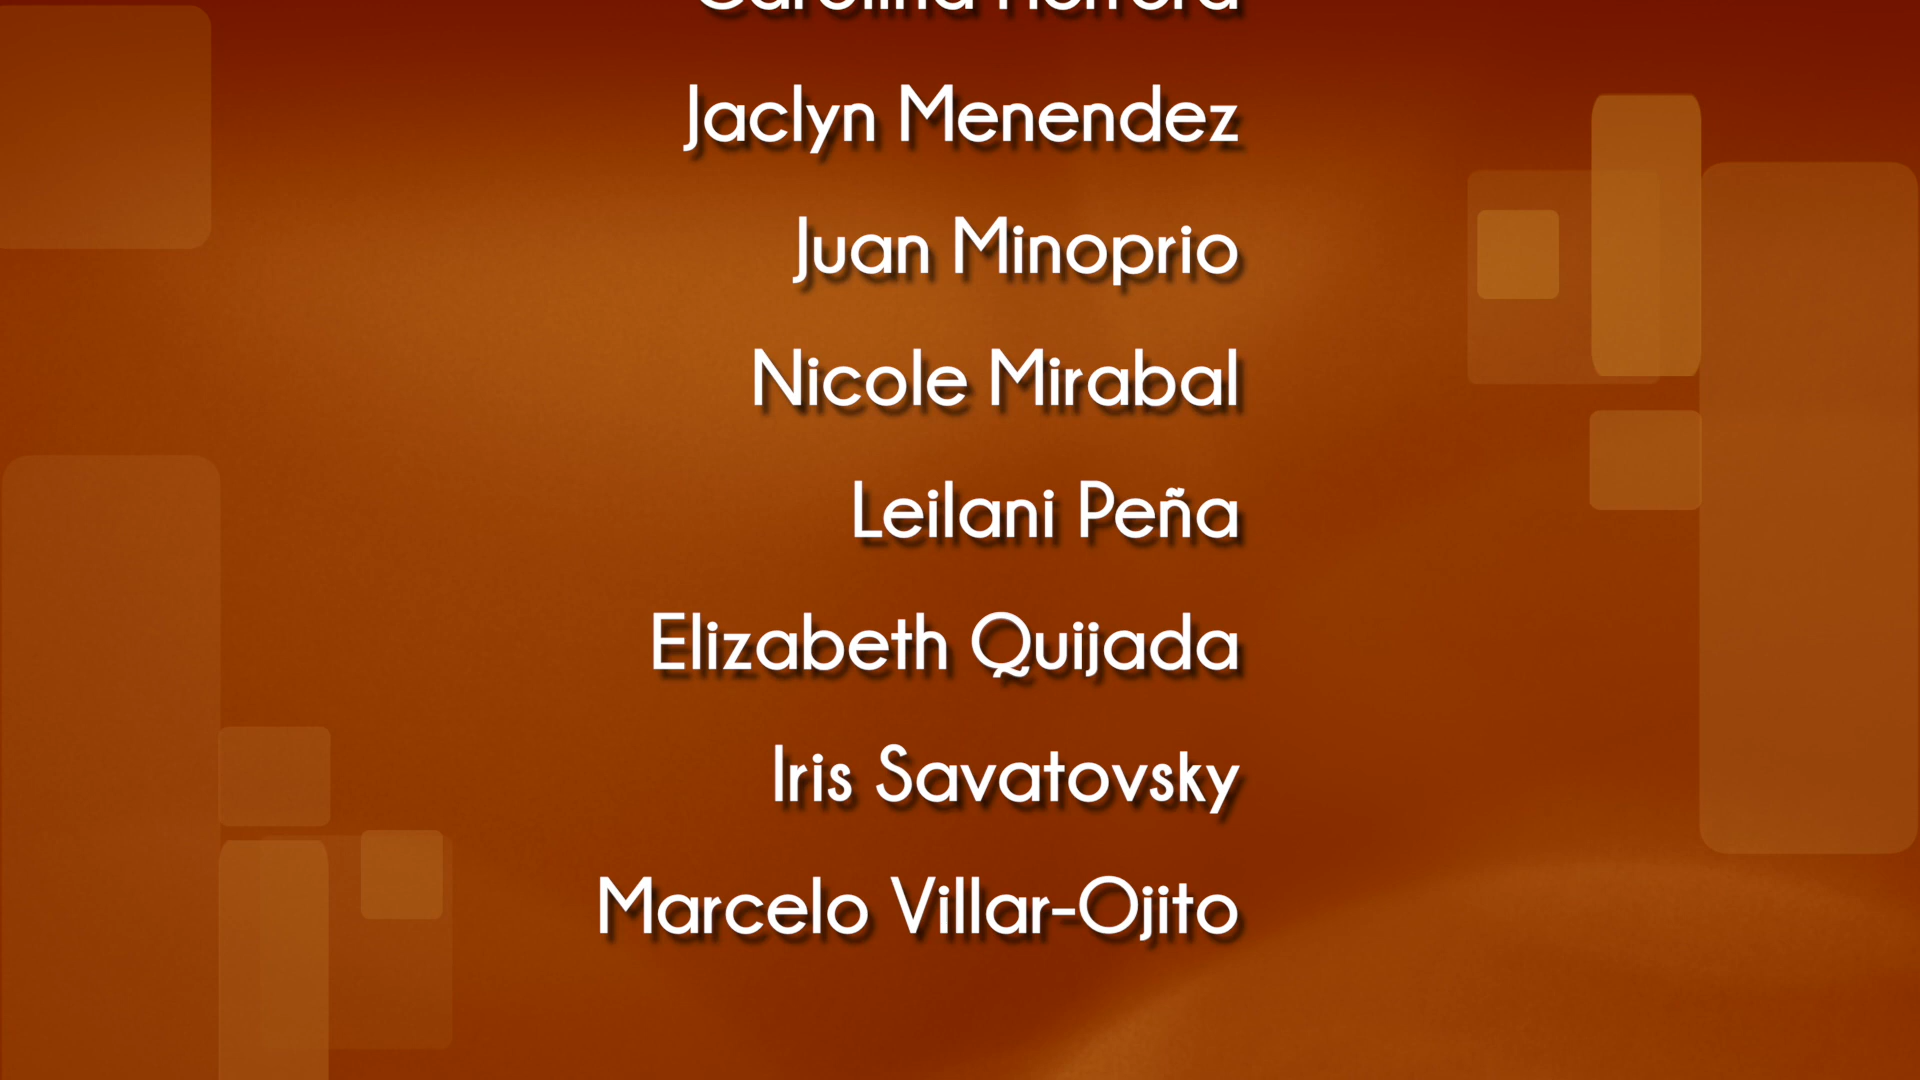 Jaclyn Menendez
Juan Minoprio
Nicole Mirabal
Leilani Peña
Elizabeth Quijada
Iris Savatovsky
Marcelo Villar-Ojito